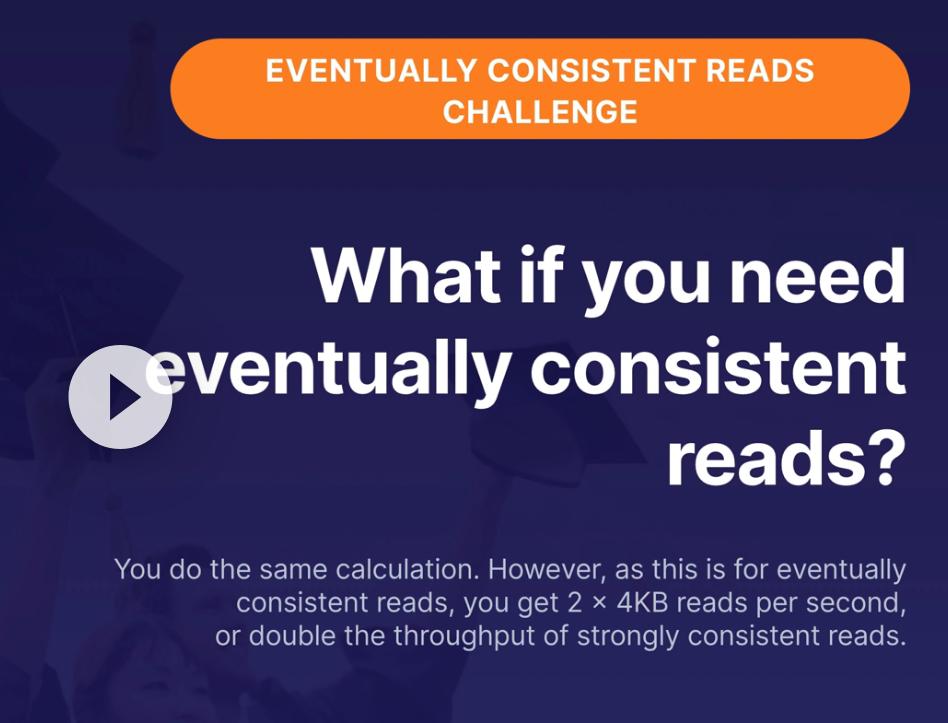 EVENTUALLY CONSISTENT READS
CHALLENGE
What if you need
eventually consistent
reads?
You do the same calculation. However, as this is for eventually
consistent reads, you get 2 × 4KB reads per second,
or double the throughput of strongly consistent reads.